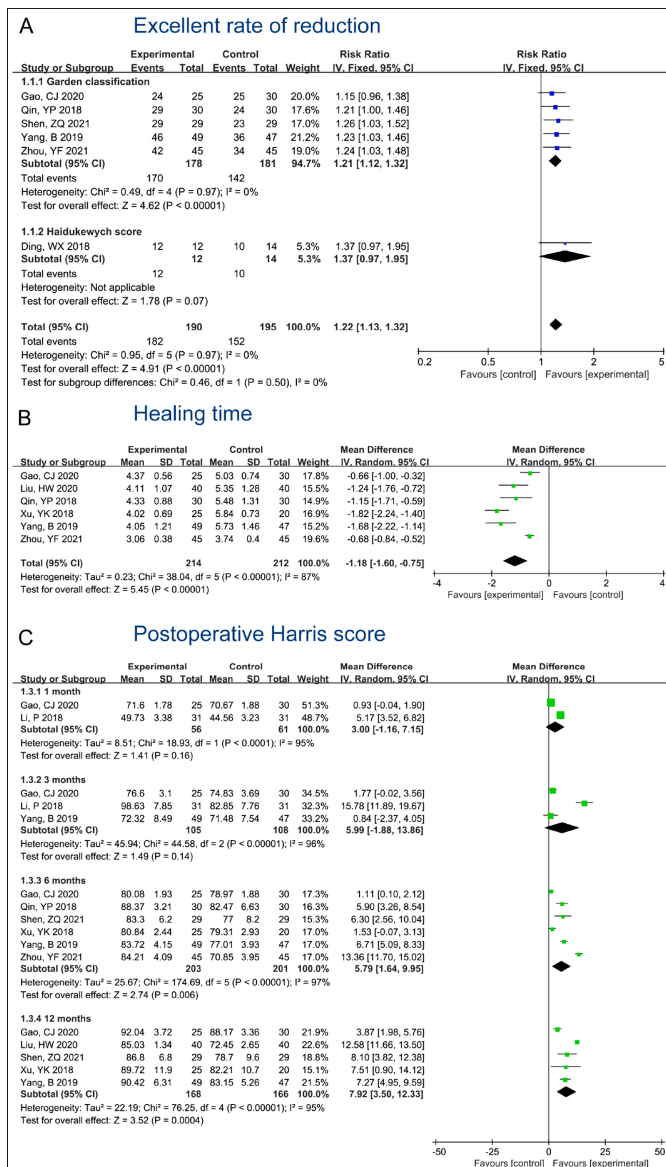 A Excellent rate of reduction
Experimental Control Risk Ratio Risk Ratio
Study or Subgroup Events Total Events Total Weight IV, Fixed, 95% CI IV, Fixed, 95% CI
1.1.1 Garden classification
Gao, CJ 2020 24 25 25 30 20.0% 1.15 [0.96, 1.38]
Qin, YP 2018 29 30 24 30 17.6% 1.21 [1.00, 1.46]
Shen, ZQ 2021 29 29 23 29 16.8% 1.26 [1.03, 1.52]
Yang, B 2019 46 49 36 47 21.2% 1.23 [1.03, 1.46]
Zhou, YF 2021 42 45 34 45 19.0% 1.24 [1.03, 1.48]
Subtotal (95% CI) 178 181 94.7% 1.21 [1.12, 1.32]
Total events 170 142
Heterogeneity: Chi² = 0.49, df = 4 (P = 0.97); I² = 0%
Test for overall effect: Z = 4.62 (P < 0.00001)
1.1.2 Haidukewych score
Ding, WX 2018 12 12 10 14 5.3% 1.37 [0.97, 1.95]
Subtotal (95% CI) 12 14 5.3% 1.37 [0.97, 1.95]
Total events 12 10
Heterogeneity: Not applicable
Test for overall effect: Z = 1.78 (P = 0.07)
Total (95% CI) 190 195 100.0% 1.22 [1.13, 1.32]
Total events 182 152
Heterogeneity: Chi² = 0.95, df = 5 (P = 0.97); I² = 0%
Test for overall effect: Z = 4.91 (P < 0.00001)
Test for subgroup differences: Chi² = 0.46, df = 1 (P = 0.50), I² = 0%
0.2 0.5 1 2 5
Favours [control] Favours [experimental]
B Healing time
Experimental Control Mean Difference Mean Difference
Study or Subgroup Mean SD Total Mean SD Total Weight IV, Random, 95% CI IV, Random, 95% CI
Gao, CJ 2020 4.37 0.56 25 5.03 0.74 30 17.8% -0.66 [-1.00, -0.32]
Liu, HW 2020 4.11 1.07 40 5.35 1.28 40 15.7% -1.24 [-1.76, -0.72]
Qin, YP 2018 4.33 0.88 30 5.48 1.31 30 15.3% -1.15 [-1.71, -0.59]
Xu, YK 2018 4.02 0.69 25 5.84 0.73 20 16.9% -1.82 [-2.24, -1.40]
Yang, B 2019 4.05 1.21 49 5.73 1.46 47 15.5% -1.68 [-2.22, -1.14]
Zhou, YF 2021 3.06 0.38 45 3.74 0.4 45 19.2% -0.68 [-0.84, -0.52]
Total (95% CI) 214 212 100.0% -1.18 [-1.60, -0.75]
Heterogeneity: Tau² = 0.23; Chi² = 38.04, df = 5 (P < 0.00001); I² = 87%
Test for overall effect: Z = 5.45 (P < 0.00001)
-4 -2 0 2 4
Favours [experimental] Favours [control]
C Postoperative Harris score
Experimental Control Mean Difference Mean Difference
Study or Subgroup Mean SD Total Mean SD Total Weight IV, Random, 95% CI IV, Random, 95% CI
1.3.1 1 month
Gao, CJ 2020 71.6 1.78 25 70.67 1.88 30 51.3% 0.93 [-0.04, 1.90]
Li, P 2018 49.73 3.38 31 44.56 3.23 31 48.7% 5.17 [3.52, 6.82]
Subtotal (95% CI) 56 61 100.0% 3.00 [-1.16, 7.15]
Heterogeneity: Tau² = 8.51; Chi² = 18.93, df = 1 (P < 0.0001); I² = 95%
Test for overall effect: Z = 1.41 (P = 0.16)
1.3.2 3 months
Gao, CJ 2020 76.6 3.1 25 74.83 3.69 30 34.5% 1.77 [-0.02, 3.56]
Li, P 2018 98.63 7.85 31 82.85 7.76 31 32.3% 15.78 [11.89, 19.67]
Yang, B 2019 72.32 8.49 49 71.48 7.54 47 33.2% 0.84 [-2.37, 4.05]
Subtotal (95% CI) 105 108 100.0% 5.99 [-1.88, 13.86]
Heterogeneity: Tau² = 45.94; Chi² = 44.58, df = 2 (P < 0.00001); I² = 96%
Test for overall effect: Z = 1.49 (P = 0.14)
1.3.3 6 months
Gao, CJ 2020 80.08 1.93 25 78.97 1.88 30 17.3% 1.11 [0.10, 2.12]
Qin, YP 2018 88.37 3.21 30 82.47 6.63 30 16.4% 5.90 [3.26, 8.54]
Shen, ZQ 2021 83.3 6.2 29 77 8.2 29 15.3% 6.30 [2.56, 10.04]
Xu, YK 2018 80.84 2.44 25 79.31 2.93 20 17.0% 1.53 [-0.07, 3.13]
Yang, B 2019 83.72 4.15 49 77.01 3.93 47 17.0% 6.71 [5.09, 8.33]
Zhou, YF 2021 84.21 4.09 45 70.85 3.95 45 17.0% 13.36 [11.70, 15.02]
Subtotal (95% CI) 203 201 100.0% 5.79 [1.64, 9.95]
Heterogeneity: Tau² = 25.67; Chi² = 174.69, df = 5 (P < 0.00001); I² = 97%
Test for overall effect: Z = 2.74 (P = 0.006)
1.3.4 12 months
Gao, CJ 2020 92.04 3.72 25 88.17 3.36 30 21.9% 3.87 [1.98, 5.76]
Liu, HW 2020 85.03 1.34 40 72.45 2.65 40 22.7% 12.58 [11.66, 13.50]
Shen, ZQ 2021 86.8 6.8 29 78.7 9.6 29 18.7% 8.10 [3.82, 12.38]
Xu, YK 2018 89.72 11.9 25 82.21 10.7 20 15.2% 7.51 [0.90, 14.12]
Yang, B 2019 90.42 6.31 49 83.15 5.26 47 21.5% 7.27 [4.95, 9.59]
Subtotal (95% CI) 168 166 100.0% 7.92 [3.50, 12.33]
Heterogeneity: Tau² = 22.19; Chi² = 76.25, df = 4 (P < 0.00001); I² = 95%
Test for overall effect: Z = 3.52 (P = 0.0004)
-50 -25 0 25 50
Favours [control] Favours [experimental]